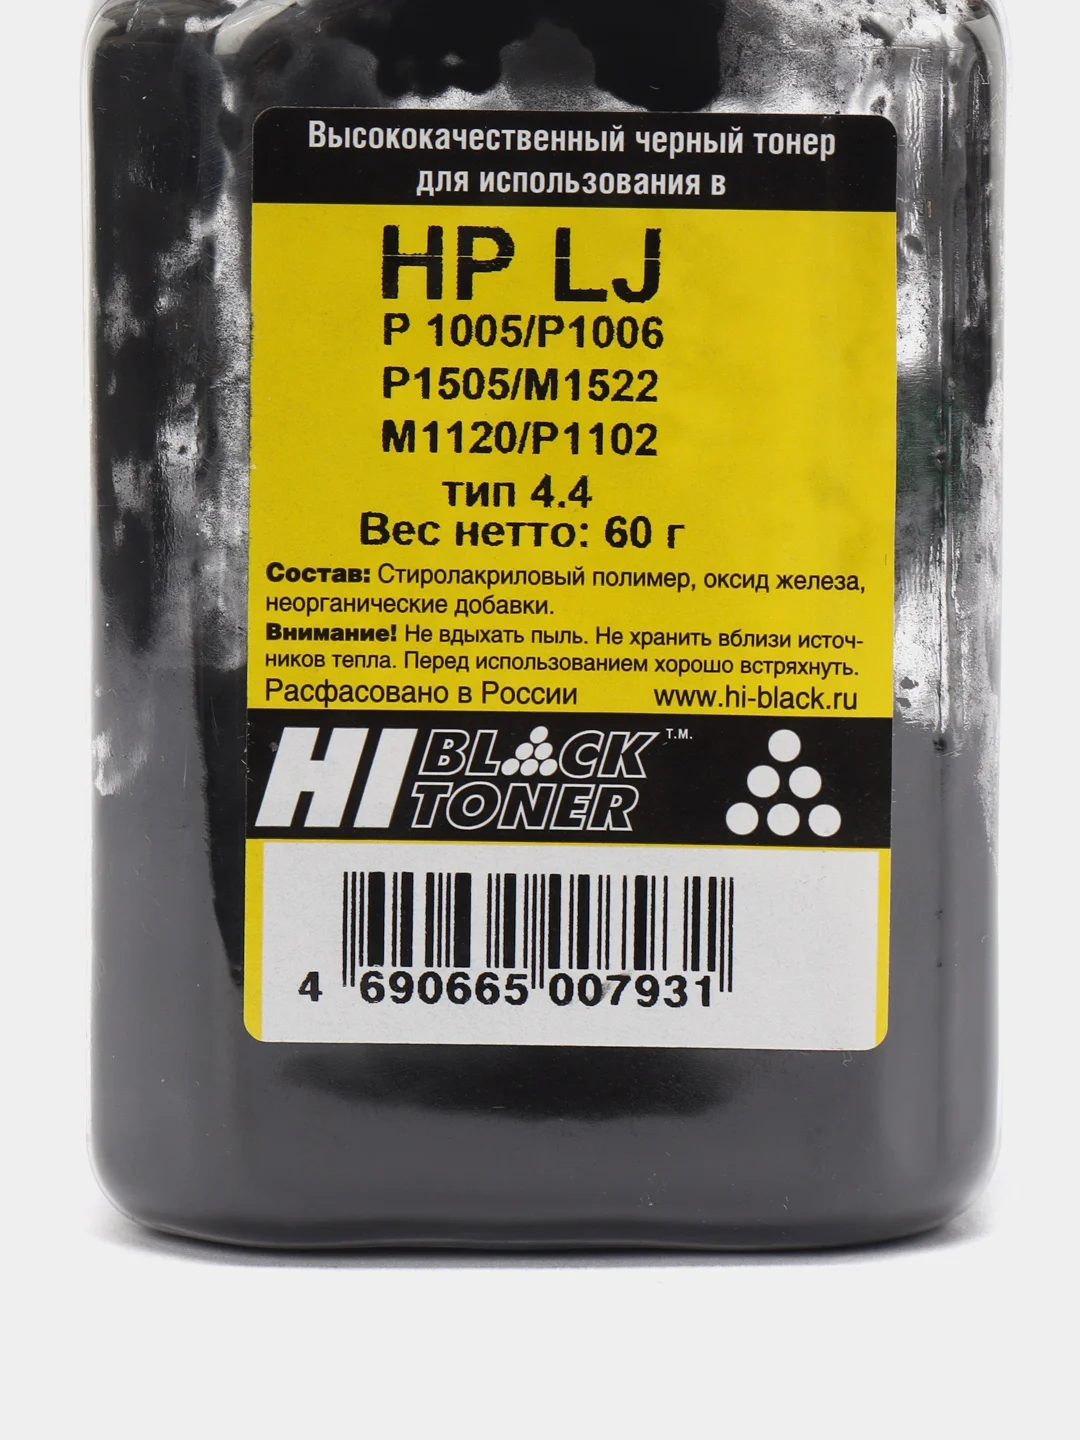 Высококачественный черный тонер
для использования в
HP LJ
P 1005/P1006
P1505/M1522
M1120/P1102
тип 4.4
Вес нетто: 60 г
Состав: Стиролакриловый полимер, оксид железа,
неорганические добавки.
Внимание! Не вдыхать пыль. Не хранить вблизи источ-
ников тепла. Перед использованием хорошо встряхнуть.
Расфасовано в России www.hi-black.ru
HI BLACK T.M.
TONER
4 690665 007931